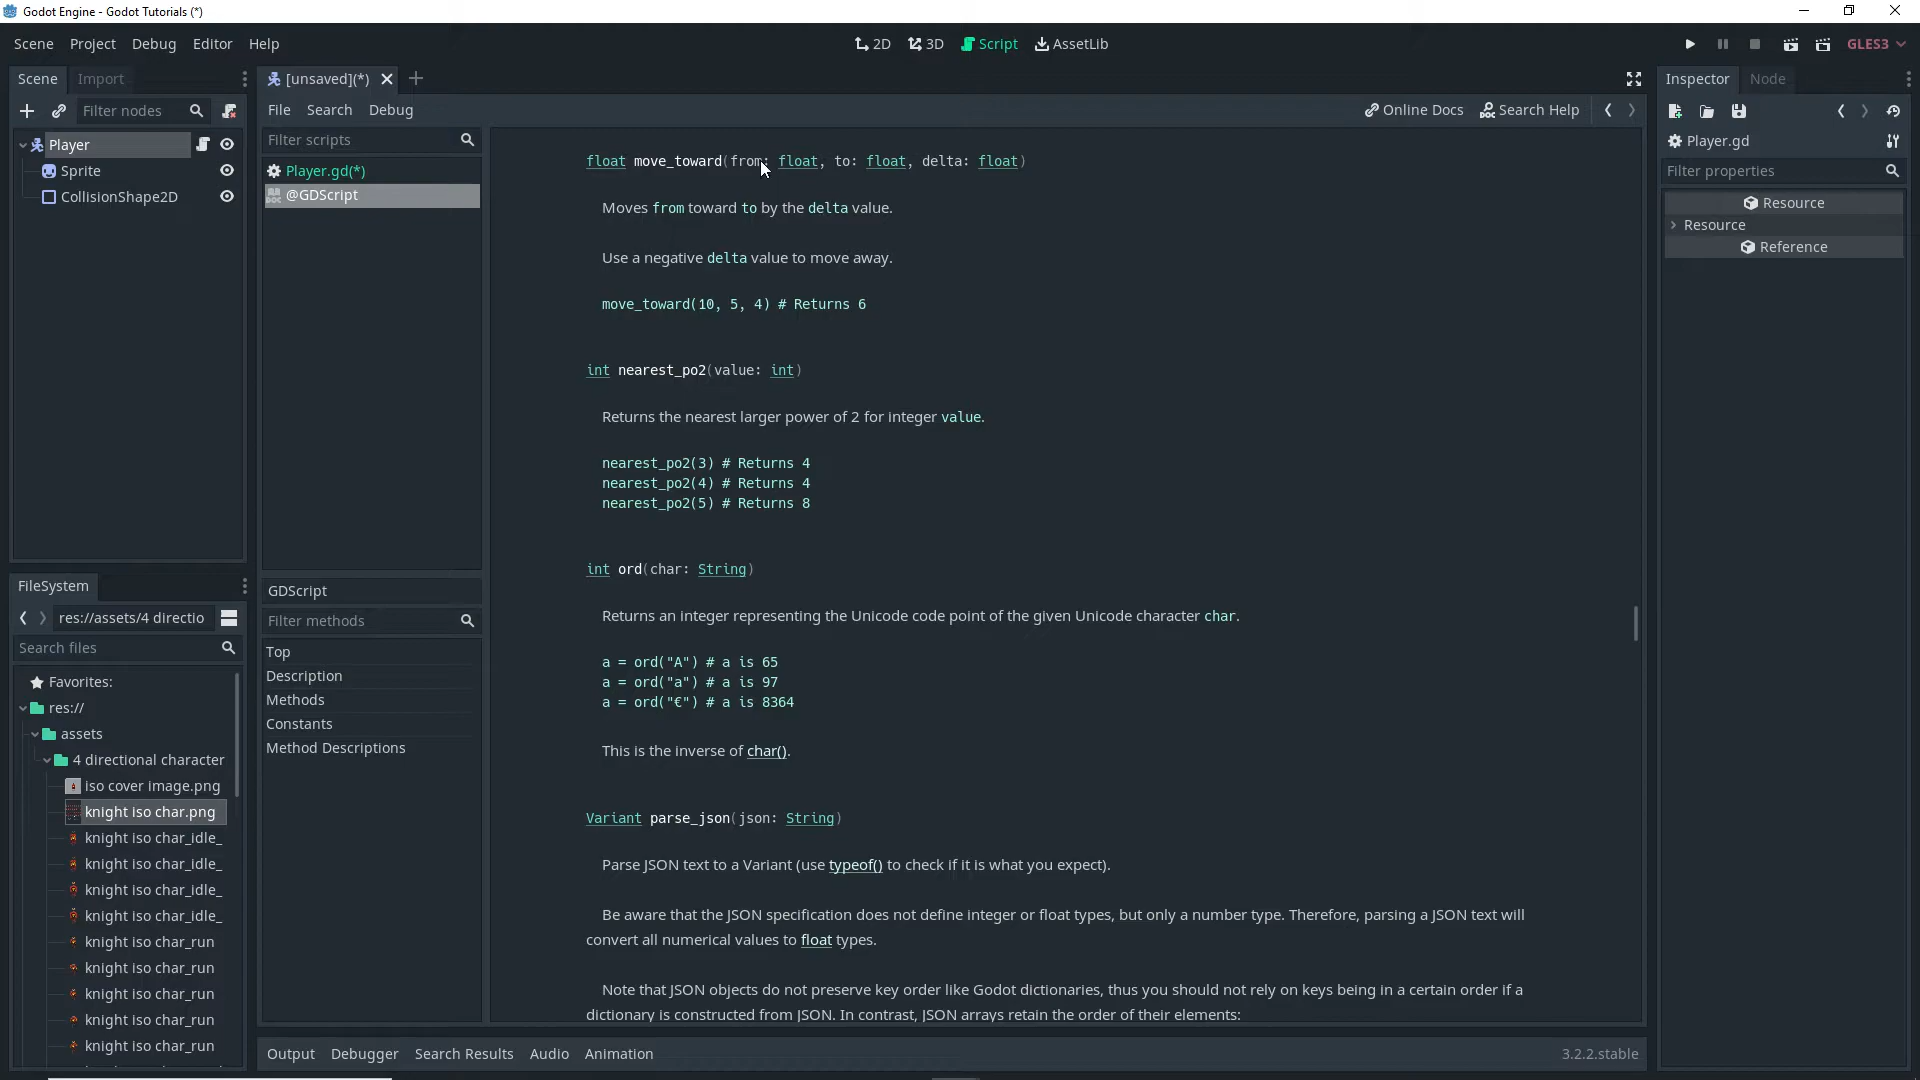 Godot Engine - Godot Tutorials (*)
Scene Project Debug Editor Help
2D 3D Script AssetLib
GLES3
Scene Import
Filter nodes
Player
Sprite
CollisionShape2D
FileSystem
res://assets/4 directio
Search files
Favorites:
res://
assets
4 directional character
iso cover image.png
knight iso char.png
knight iso char_idle_
knight iso char_idle_
knight iso char_idle_
knight iso char_idle_
knight iso char_run
knight iso char_run
knight iso char_run
knight iso char_run
knight iso char_run
[unsaved](*)
File Search Debug
Online Docs Search Help
Filter scripts
Player.gd(*)
@GDScript
GDScript
Filter methods
Top
Description
Methods
Constants
Method Descriptions
float move_toward(from: float, to: float, delta: float)
Moves from toward to by the delta value.
Use a negative delta value to move away.
move_toward(10, 5, 4) # Returns 6
int nearest_po2(value: int)
Returns the nearest larger power of 2 for integer value.
nearest_po2(3) # Returns 4
nearest_po2(4) # Returns 4
nearest_po2(5) # Returns 8
int ord(char: String)
Returns an integer representing the Unicode code point of the given Unicode character char.
a = ord("A") # a is 65
a = ord("a") # a is 97
a = ord("€") # a is 8364
This is the inverse of char().
Variant parse_json(json: String)
Parse JSON text to a Variant (use typeof() to check if it is what you expect).
Be aware that the JSON specification does not define integer or float types, but only a number type. Therefore, parsing a JSON text will
convert all numerical values to float types.
Note that JSON objects do not preserve key order like Godot dictionaries, thus you should not rely on keys being in a certain order if a
dictionary is constructed from JSON. In contrast, JSON arrays retain the order of their elements:
Output Debugger Search Results Audio Animation
3.2.2.stable
Inspector Node
Player.gd
Filter properties
Resource
Resource
Reference